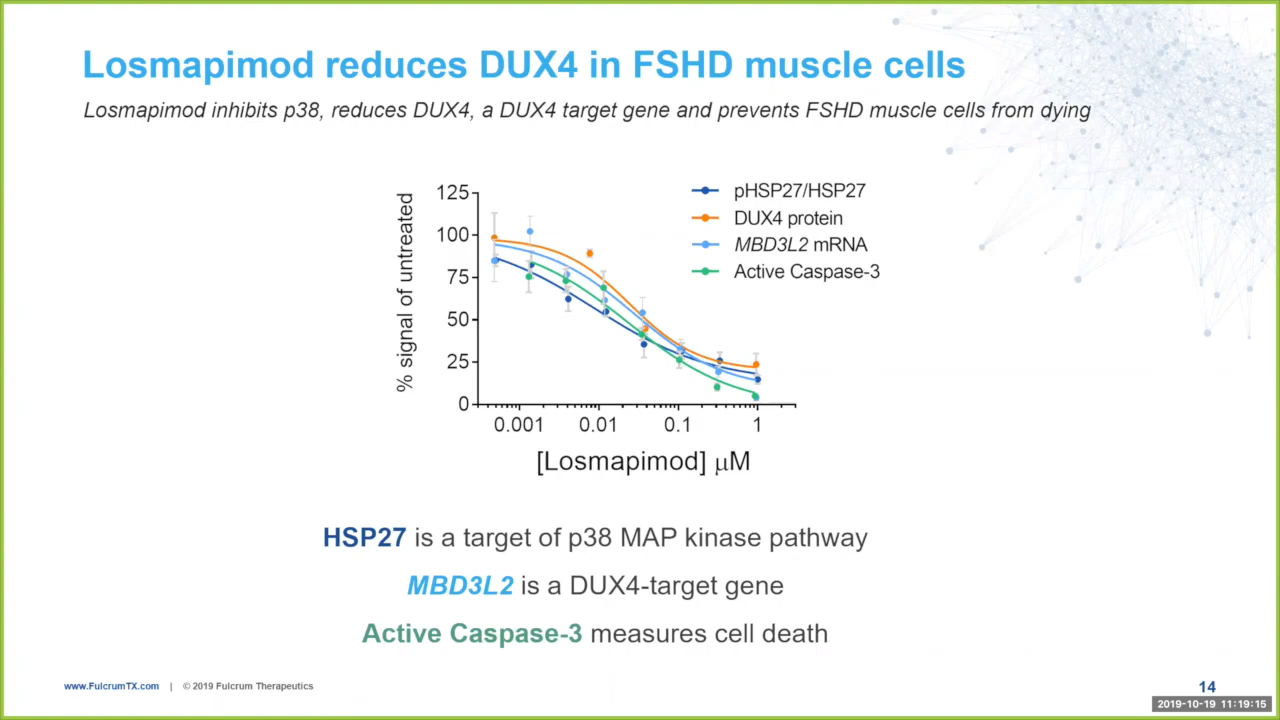 Losmapimod reduces DUX4 in FSHD muscle cells
Losmapimod inhibits p38, reduces DUX4, a DUX4 target gene and prevents FSHD muscle cells from dying
% signal of untreated
125
100
75
50
25
0
0.001 0.01 0.1 1
[Losmapimod] μM
pHSP27/HSP27
DUX4 protein
MBD3L2 mRNA
Active Caspase-3
HSP27 is a target of p38 MAP kinase pathway
MBD3L2 is a DUX4-target gene
Active Caspase-3 measures cell death
www.FulcrumTX.com | © 2019 Fulcrum Therapeutics
14
2019-10-19 11:19:15